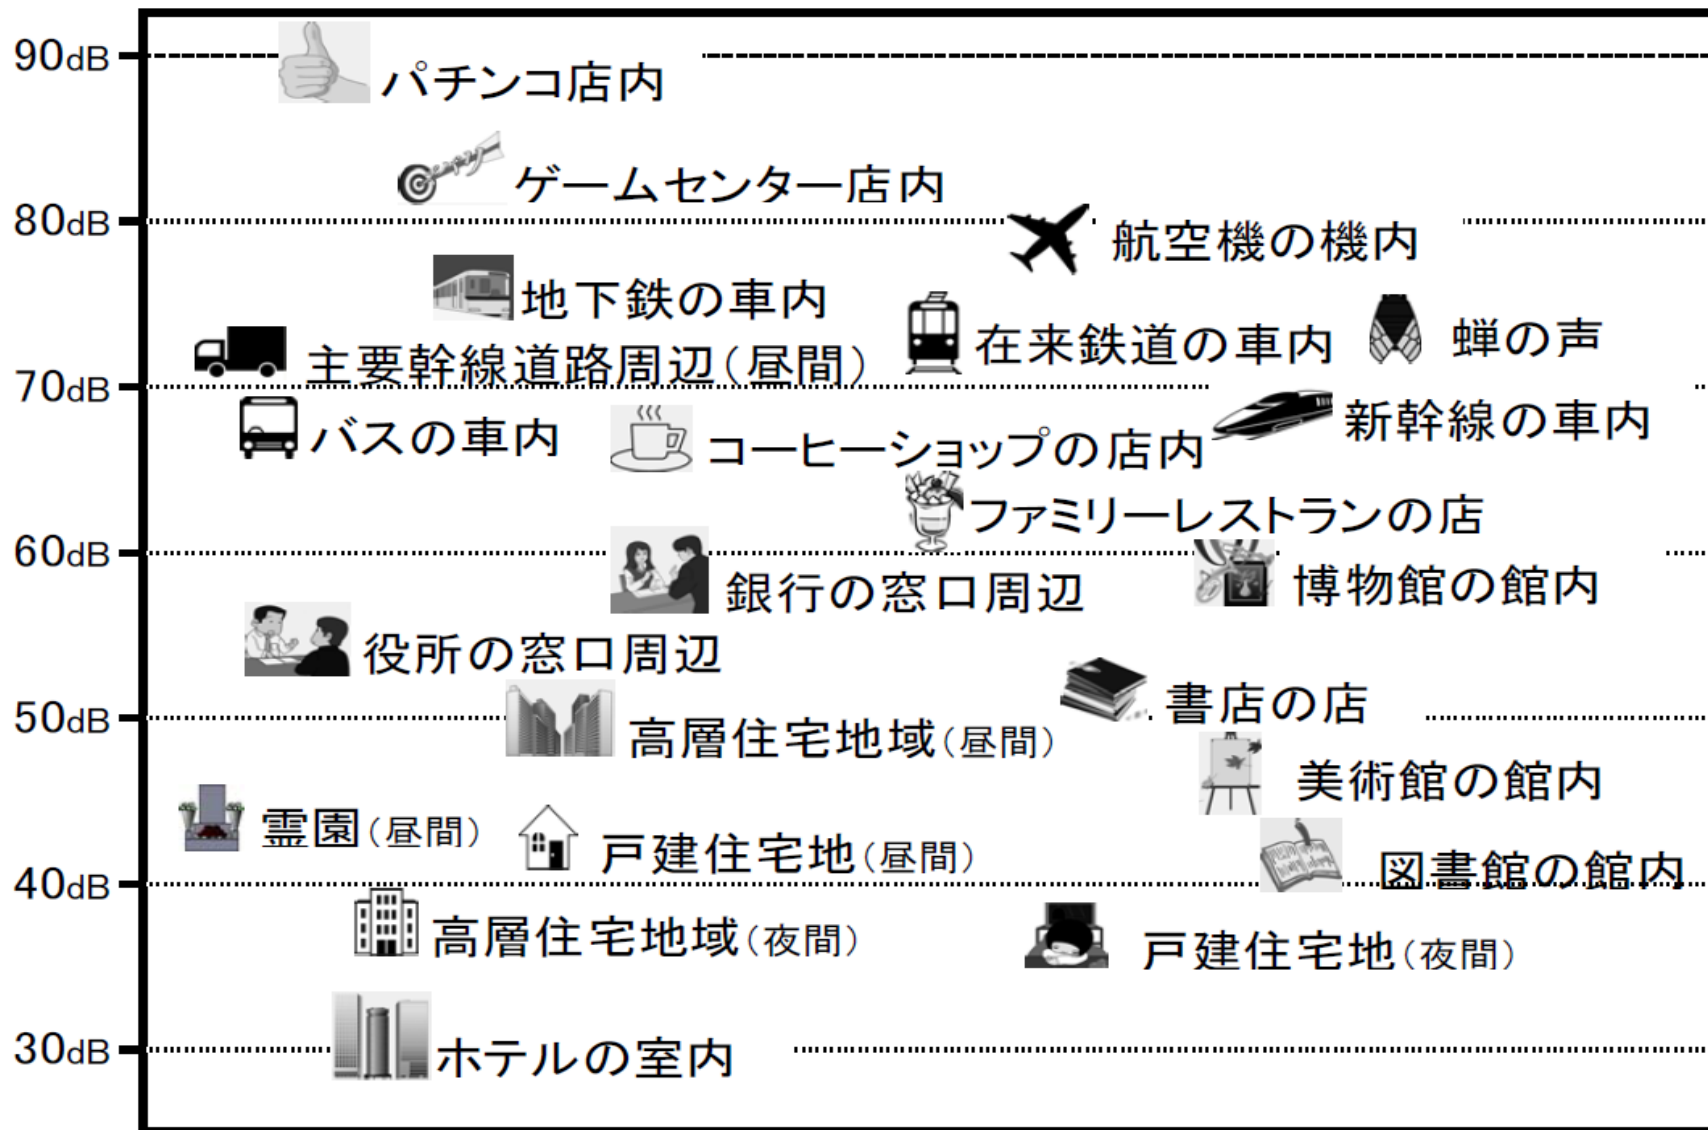 90dB
パチンコ店内
ゲームセンター店内
80dB
航空機の機内
地下鉄の車内
在来鉄道の車内
蝉の声
主要幹線道路周辺(昼間)
70dB
バスの車内
コーヒーショップの店内
新幹線の車内
ファミリーレストランの店
60dB
銀行の窓口周辺
博物館の館内
役所の窓口周辺
書店の店
50dB
高層住宅地域(昼間)
美術館の館内
霊園(昼間)
戸建住宅地(昼間)
図書館の館内
40dB
高層住宅地域(夜間)
戸建住宅地(夜間)
30dB
ホテルの室内